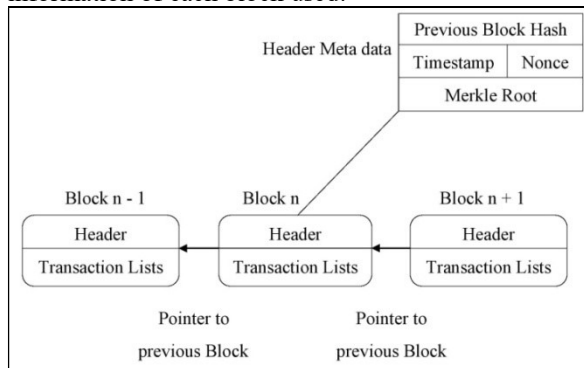 information of each block used.
Previous Block Hash
Header Meta data
Timestamp Nonce
Merkle Root
Block n - 1 Block n Block n + 1
Header Header Header
Transaction Lists Transaction Lists Transaction Lists
Pointer to Pointer to
previous Block previous Block